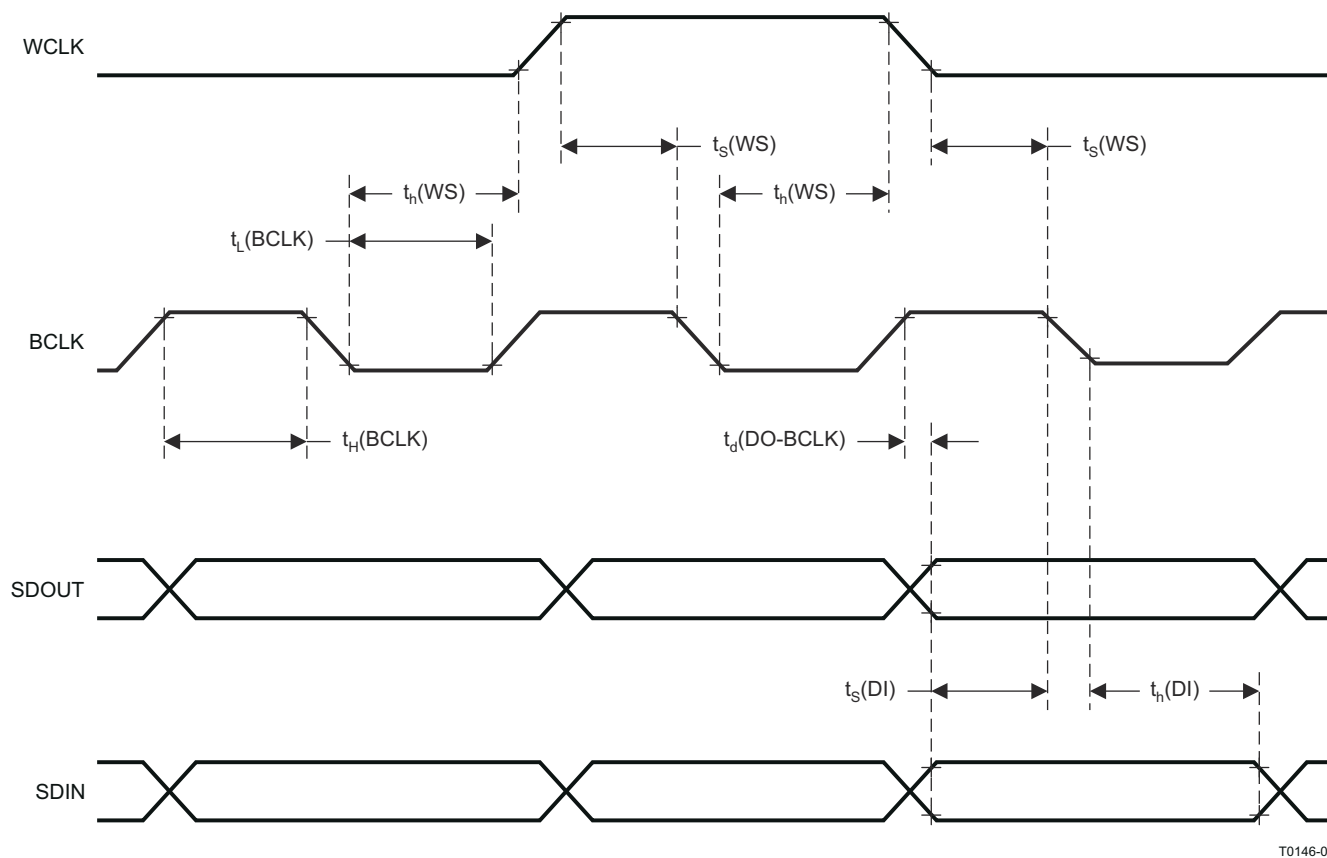 WCLK
tS(WS) tS(WS)
th(WS) th(WS)
tL(BCLK)
BCLK
tH(BCLK) td(DO-BCLK)
SDOUT
tS(DI) th(DI)
SDIN
T0146-0